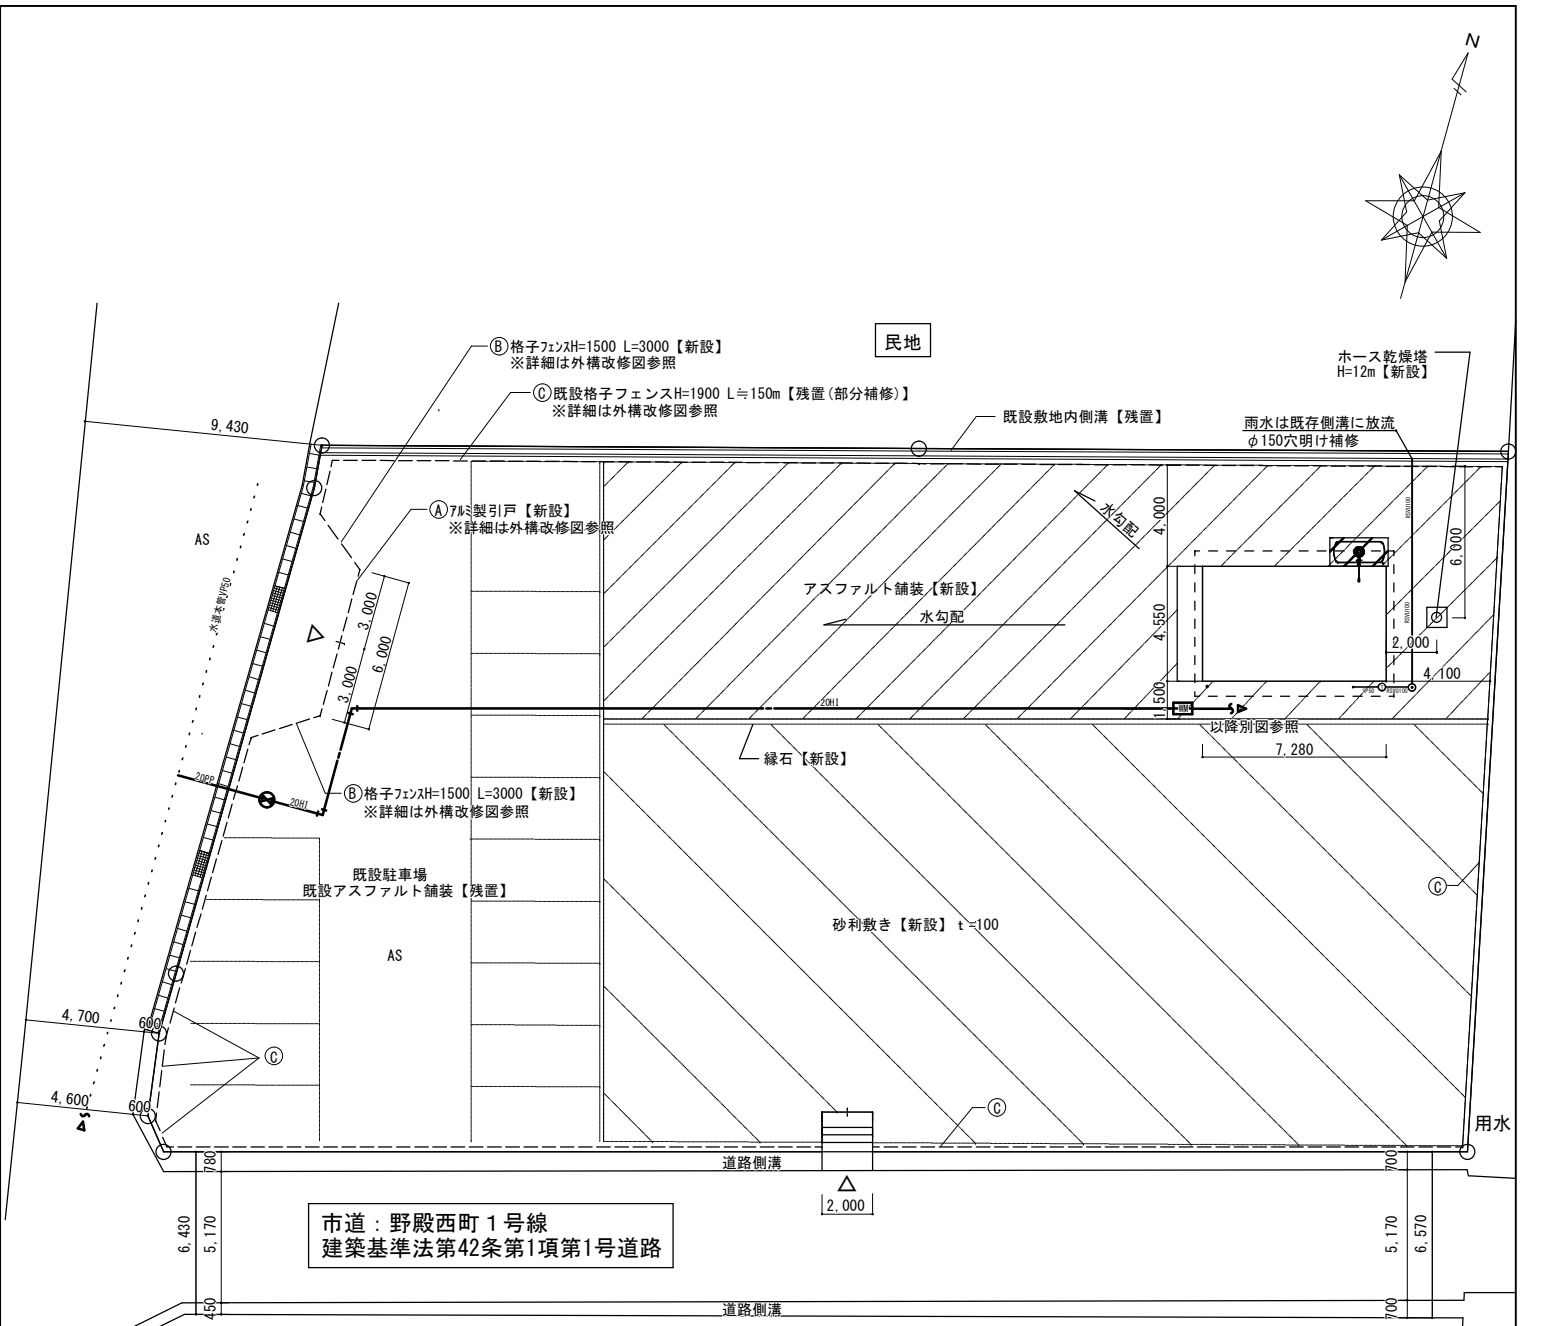 N
民地
Ⓑ格子ﾌｪﾝｽH=1500 L=3000【新設】
※詳細は外構改修図参照
Ⓒ既設格子フェンスH=1900 L≒150m【残置(部分補修)】
※詳細は外構改修図参照
ホース乾燥塔
H=12m【新設】
既設敷地内側溝【残置】
雨水は既存側溝に放流
φ150穴明け補修
9,430
Ⓐｱﾙﾐ製引戸【新設】
※詳細は外構改修図参照
AS
水道本管VP50
水勾配
4,000
RSVU100
6,000
アスファルト舗装【新設】
水勾配
3,000
6,000
3,000
4,550
RSVU100
2,000
4,100
1,500
VP50
RSVU100
20HI
WM
以降別図参照
7,280
縁石【新設】
20PP
20HI
Ⓑ格子ﾌｪﾝｽH=1500 L=3000【新設】
※詳細は外構改修図参照
既設駐車場
既設アスファルト舗装【残置】
AS
砂利敷き【新設】ｔ=100
Ⓒ
4,700
600
Ⓒ
4,600
600
Ⓒ
用水
780
道路側溝
700
2,000
6,430
5,170
市道：野殿西町１号線
建築基準法第42条第1項第1号道路
5,170
6,570
450
道路側溝
700